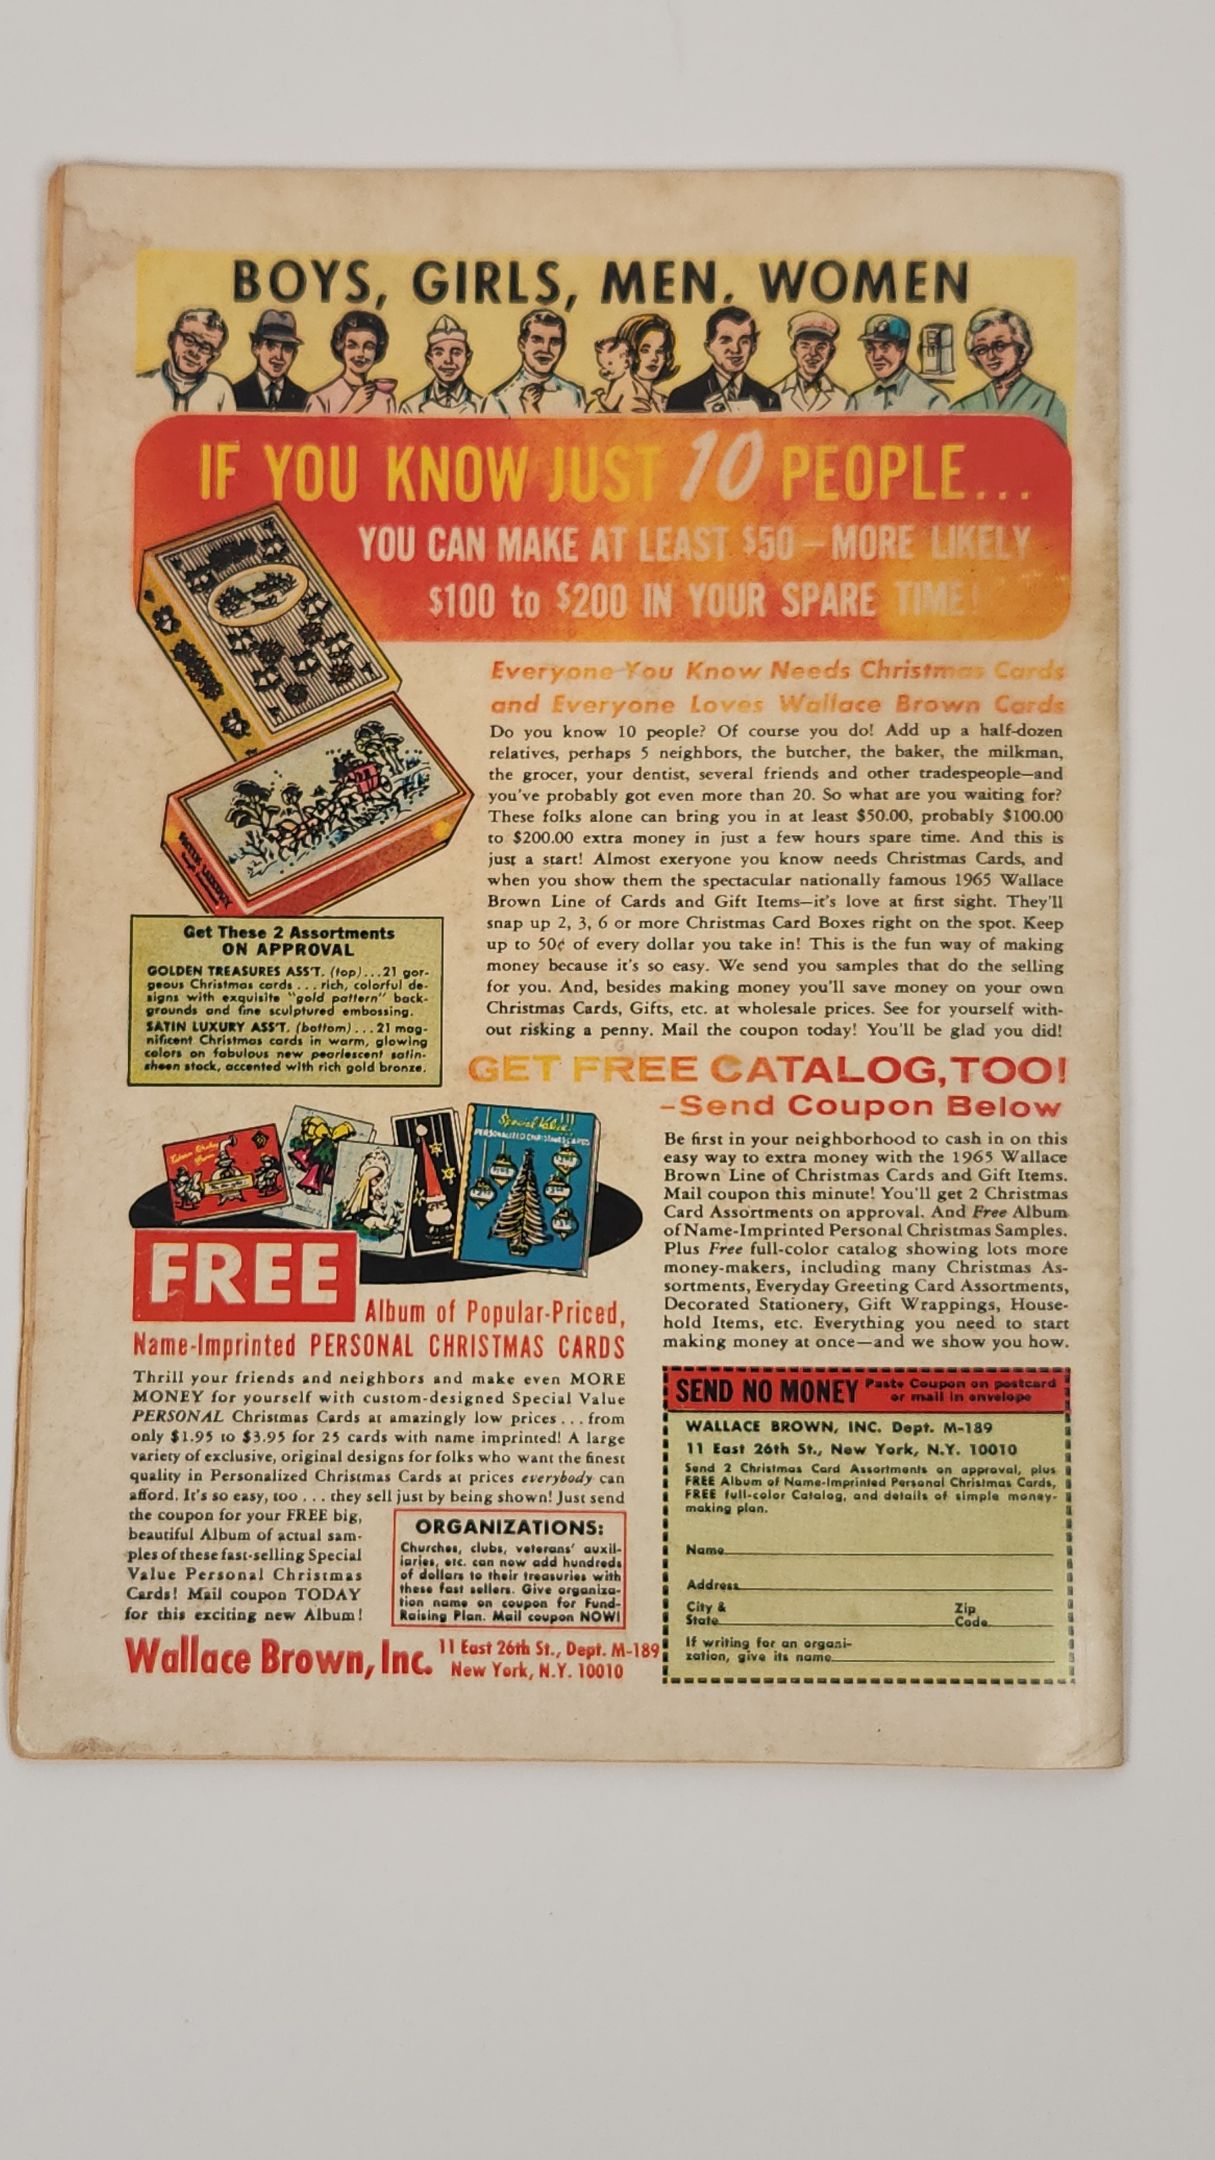 BOYS, GIRLS, MEN, WOMEN
IF YOU KNOW JUST 10 PEOPLE...
YOU CAN MAKE AT LEAST $50—MORE LIKELY
$100 to $200 IN YOUR SPARE TIME!
Everyone You Know Needs Christmas Cards
and Everyone Loves Wallace Brown Cards
Do you know 10 people? Of course you do! Add up a half-dozen
relatives, perhaps 5 neighbors, the butcher, the baker, the milkman,
the grocer, your dentist, several friends and other tradespeople—and
you've probably got even more than 20. So what are you waiting for?
These folks alone can bring you in at least $50.00, probably $100.00
to $200.00 extra money in just a few hours spare time. And this is
just a start! Almost exeryone you know needs Christmas Cards, and
when you show them the spectacular nationally famous 1965 Wallace
Brown Line of Cards and Gift Items—it's love at first sight. They'll
snap up 2, 3, 6 or more Christmas Card Boxes right on the spot. Keep
up to 50¢ of every dollar you take in! This is the fun way of making
money because it's so easy. We send you samples that do the selling
for you. And, besides making money you'll save money on your own
Christmas Cards, Gifts, etc. at wholesale prices. See for yourself with-
out risking a penny. Mail the coupon today! You'll be glad you did!
SATIN LUXURY
Get These 2 Assortments
ON APPROVAL
GOLDEN TREASURES ASS'T. (top)...21 gor-
geous Christmas cards...rich, colorful de-
signs with exquisite "gold pattern" back-
grounds and fine sculptured embossing.
SATIN LUXURY ASS'T. (bottom)...21 mag-
nificent Christmas cards in warm, glowing
colors on fabulous new pearlescent satin-
sheen stock, accented with rich gold bronze.
GET FREE CATALOG, TOO!
–Send Coupon Below
Be first in your neighborhood to cash in on this
easy way to extra money with the 1965 Wallace
Brown Line of Christmas Cards and Gift Items.
Mail coupon this minute! You'll get 2 Christmas
Card Assortments on approval. And Free Album
of Name-Imprinted Personal Christmas Samples.
Plus Free full-color catalog showing lots more
money-makers, including many Christmas As-
sortments, Everyday Greeting Card Assortments,
Decorated Stationery, Gift Wrappings, House-
hold Items, etc. Everything you need to start
making money at once—and we show you how.
Special Value!!!
PERSONALIZED CHRISTMAS CARDS
FREE
Album of Popular-Priced,
Name-Imprinted PERSONAL CHRISTMAS CARDS
Thrill your friends and neighbors and make even MORE
MONEY for yourself with custom-designed Special Value
PERSONAL Christmas Cards at amazingly low prices...from
only $1.95 to $3.95 for 25 cards with name imprinted! A large
variety of exclusive, original designs for folks who want the finest
quality in Personalized Christmas Cards at prices everybody can
afford. It's so easy, too . . . they sell just by being shown! Just send
the coupon for your FREE big,
beautiful Album of actual sam-
ples of these fast-selling Special
Value Personal Christmas
Cards! Mail coupon TODAY
for this exciting new Album!
ORGANIZATIONS:
Churches, clubs, veterans' auxil-
iaries, etc. can now add hundreds
of dollars to their treasuries with
these fast sellers. Give organiza-
tion name on coupon for Fund-
Raising Plan. Mail coupon NOW!
Wallace Brown, Inc. 11 East 26th St., Dept. M-189
New York, N.Y. 10010
SEND NO MONEY Paste Coupon on postcard
or mail in envelope
WALLACE BROWN, INC. Dept. M-189
11 East 26th St., New York, N.Y. 10010
Send 2 Christmas Card Assortments on approval, plus
FREE Album of Name-Imprinted Personal Christmas Cards,
FREE full-color Catalog, and details of simple money-
making plan.
Name
Address
City & State Zip Code
If writing for an organi-
zation, give its name